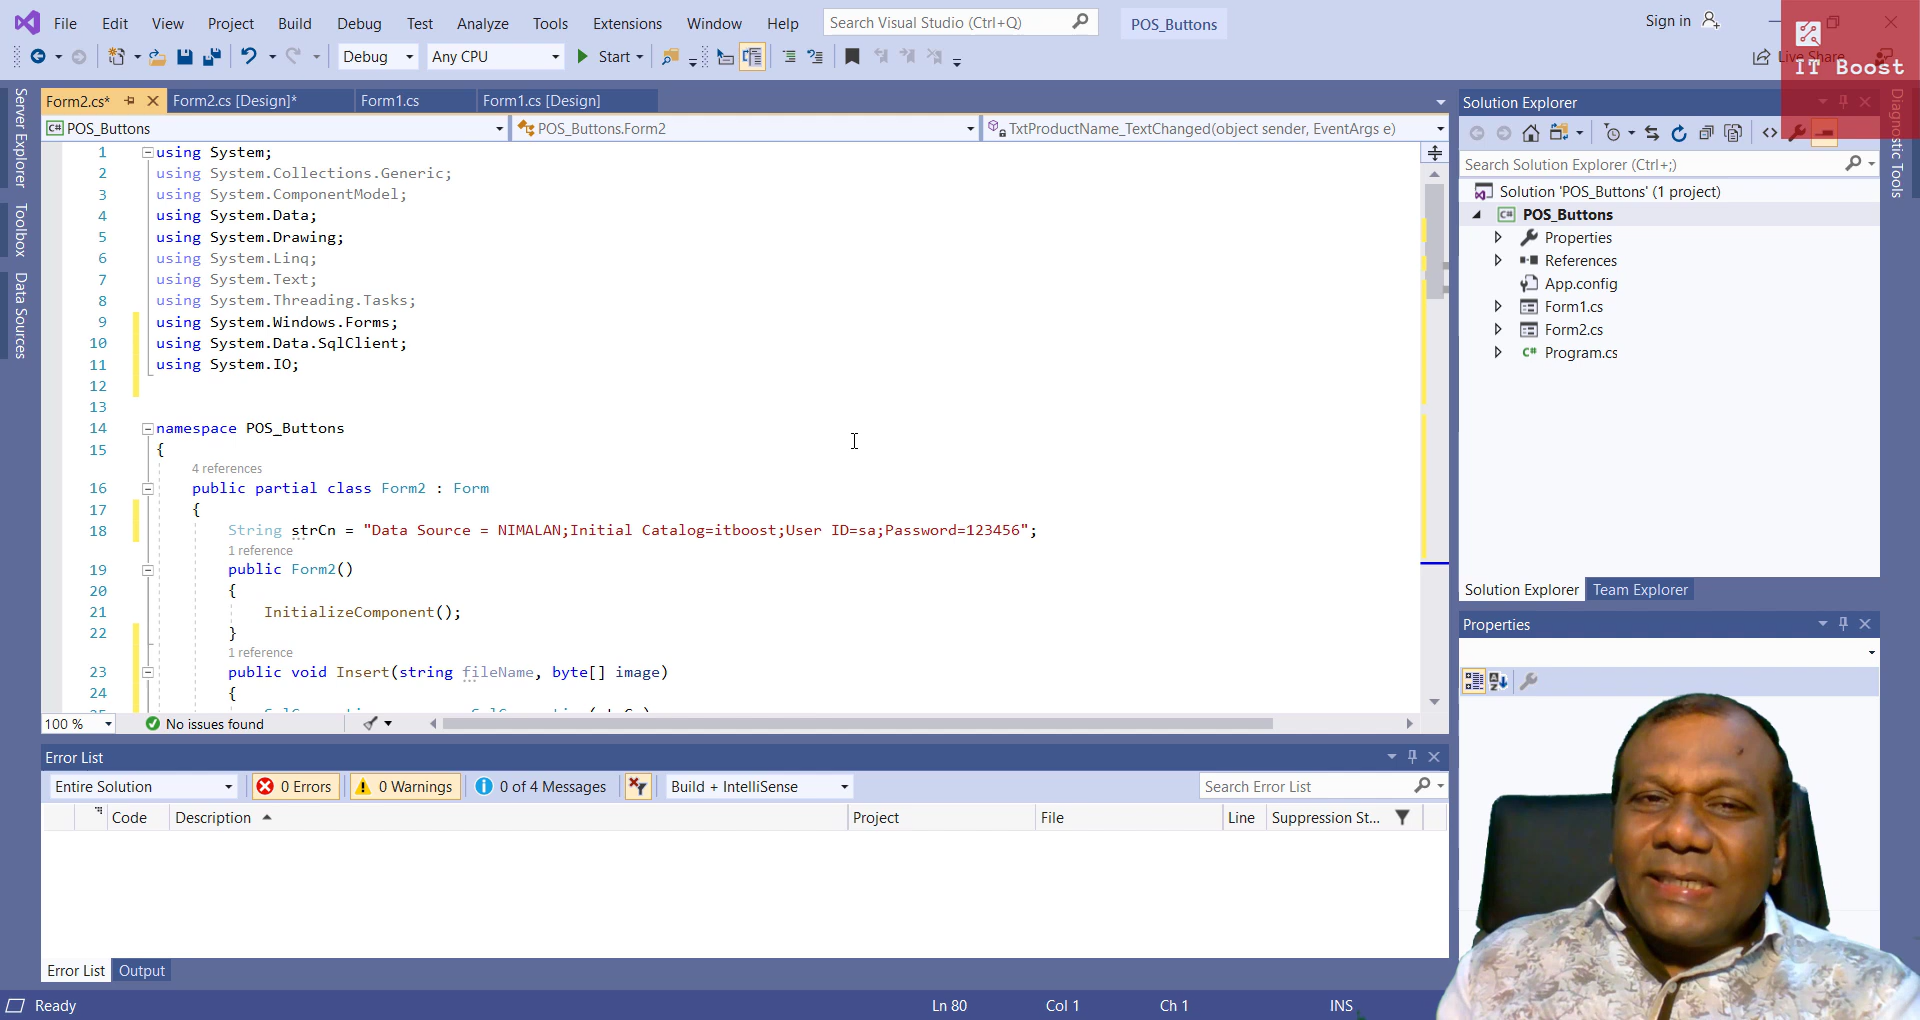 File Edit View Project Build Debug Test Analyze Tools Extensions Window Help Search Visual Studio (Ctrl+Q) POS_Buttons Sign in
Debug Any CPU Start Live Share
IT Boost
Server Explorer
Toolbox
Data Sources
Diagnostic Tools
Form2.cs* Form2.cs [Design]* Form1.cs Form1.cs [Design]
POS_Buttons POS_Buttons.Form2 TxtProductName_TextChanged(object sender, EventArgs e)
1 using System;
2 using System.Collections.Generic;
3 using System.ComponentModel;
4 using System.Data;
5 using System.Drawing;
6 using System.Linq;
7 using System.Text;
8 using System.Threading.Tasks;
9 using System.Windows.Forms;
10 using System.Data.SqlClient;
11 using System.IO;
12
13
14 namespace POS_Buttons
15 {
4 references
16 public partial class Form2 : Form
17 {
18 String strCn = "Data Source = NIMALAN;Initial Catalog=itboost;User ID=sa;Password=123456";
1 reference
19 public Form2()
20 {
21 InitializeComponent();
22 }
1 reference
23 public void Insert(string fileName, byte[] image)
24 {
100 % No issues found
Solution Explorer
Search Solution Explorer (Ctrl+;)
Solution 'POS_Buttons' (1 project)
C# POS_Buttons
Properties
References
App.config
Form1.cs
Form2.cs
C# Program.cs
Solution Explorer Team Explorer
Properties
Error List
Entire Solution 0 Errors 0 Warnings 0 of 4 Messages Build + IntelliSense Search Error List
Code Description Project File Line Suppression St...
Error List Output
Ready Ln 80 Col 1 Ch 1 INS